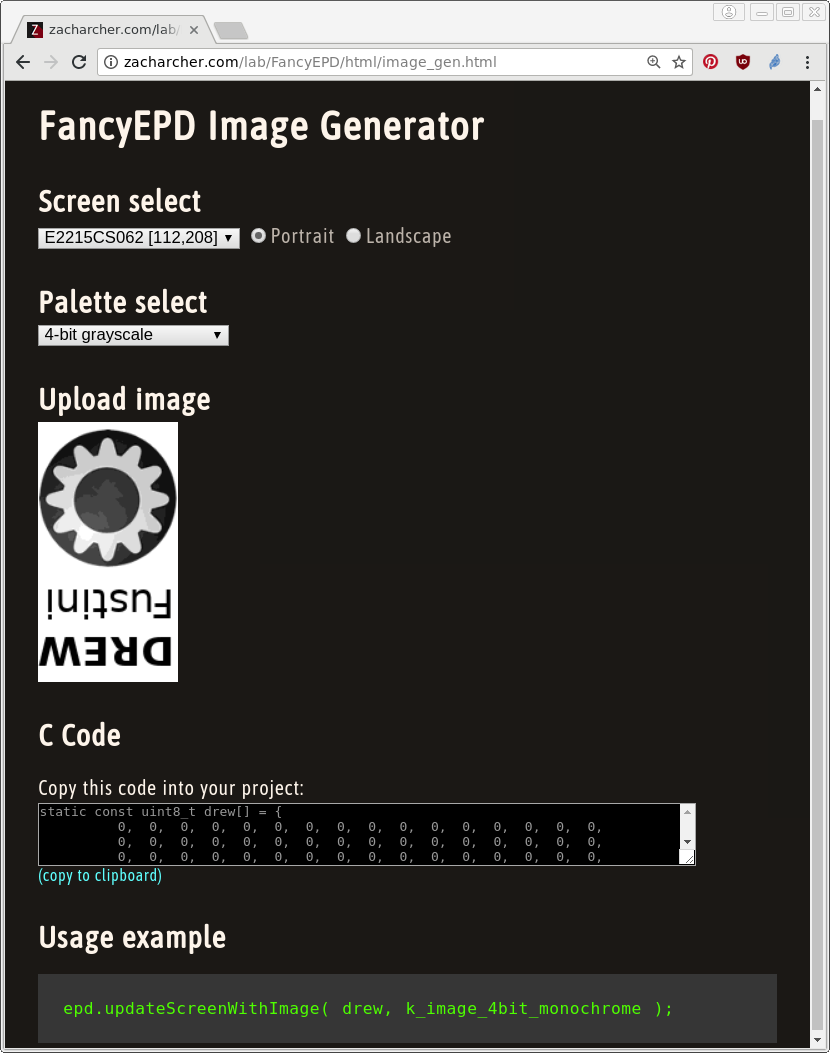 zacharcher.com/lab/
zacharcher.com/lab/FancyEPD/html/image_gen.html
FancyEPD Image Generator
Screen select
E2215CS062 [112,208] Portrait Landscape
Palette select
4-bit grayscale
Upload image
Fustini
DREW
C Code
Copy this code into your project:
static const uint8_t drew[] = {
0, 0, 0, 0, 0, 0, 0, 0, 0, 0, 0, 0, 0, 0, 0, 0,
0, 0, 0, 0, 0, 0, 0, 0, 0, 0, 0, 0, 0, 0, 0, 0,
0, 0, 0, 0, 0, 0, 0, 0, 0, 0, 0, 0, 0, 0, 0, 0,
(copy to clipboard)
Usage example
epd.updateScreenWithImage( drew, k_image_4bit_monochrome );